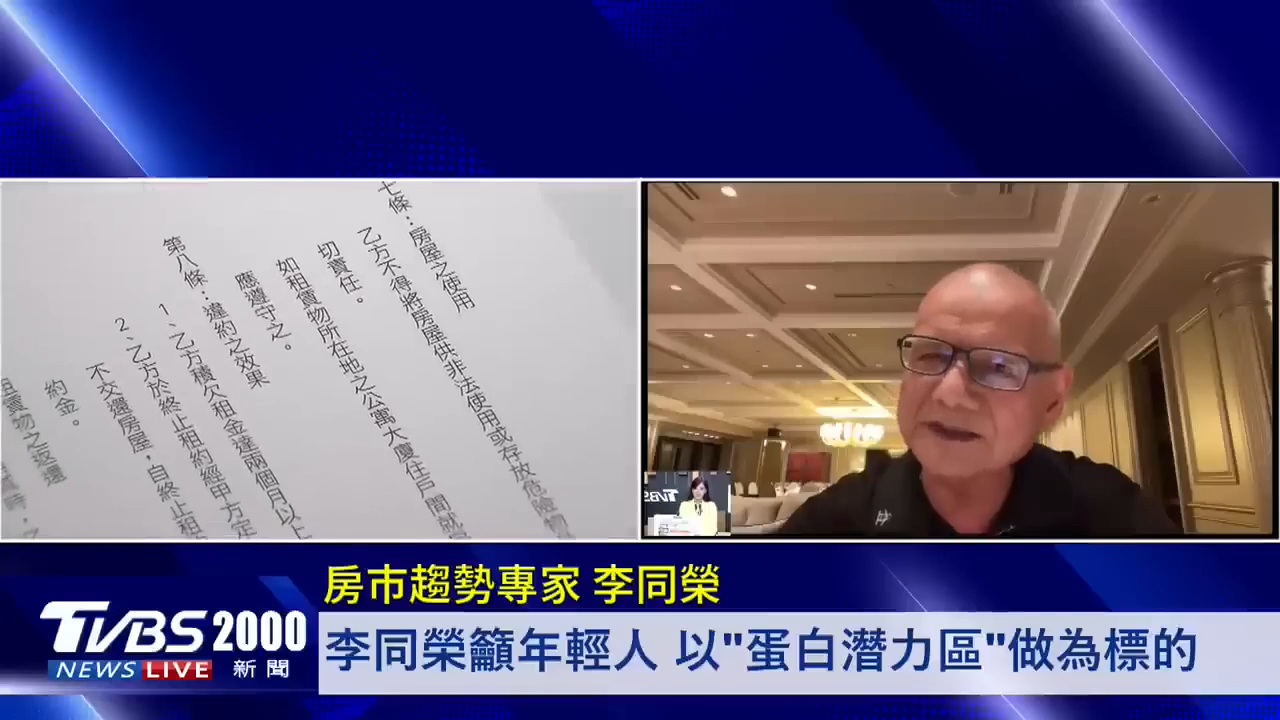 七條：房屋之使用
乙方不得將房屋供非法使用或存放危險物
切責任。
如租賃物所在地之公寓大廈住戶間就
應遵守之。
第八條：違約之效果
1、乙方積欠租金達兩個月以上
2、乙方於終止租約經甲方定
不交還房屋，自終止租
約金。
租賃物之返還
TVBS
房市趨勢專家 李同榮
李同榮籲年輕人 以"蛋白潛力區"做為標的
TVBS 2000
NEWS LIVE 新聞